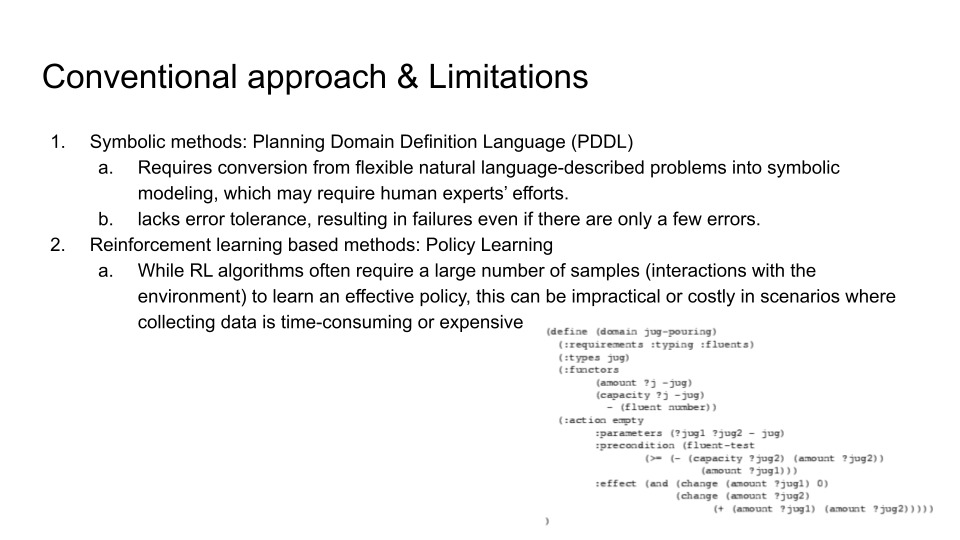 Conventional approach & Limitations
1. Symbolic methods: Planning Domain Definition Language (PDDL)
a. Requires conversion from flexible natural language-described problems into symbolic
modeling, which may require human experts’ efforts.
b. lacks error tolerance, resulting in failures even if there are only a few errors.
2. Reinforcement learning based methods: Policy Learning
a. While RL algorithms often require a large number of samples (interactions with the
environment) to learn an effective policy, this can be impractical or costly in scenarios where
collecting data is time-consuming or expensive
(define (domain jug-pouring)
(:requirements :typing :fluents)
(:types jug)
(:functors
(amount ?j -jug)
(capacity ?j -jug)
- (fluent number))
(:action empty
:parameters (?jug1 ?jug2 - jug)
:precondition (fluent-test
(>= (- (capacity ?jug2) (amount ?jug2))
(amount ?jug1)))
:effect (and (change (amount ?jug1) 0)
(change (amount ?jug2)
(+ (amount ?jug1) (amount ?jug2)))))
)